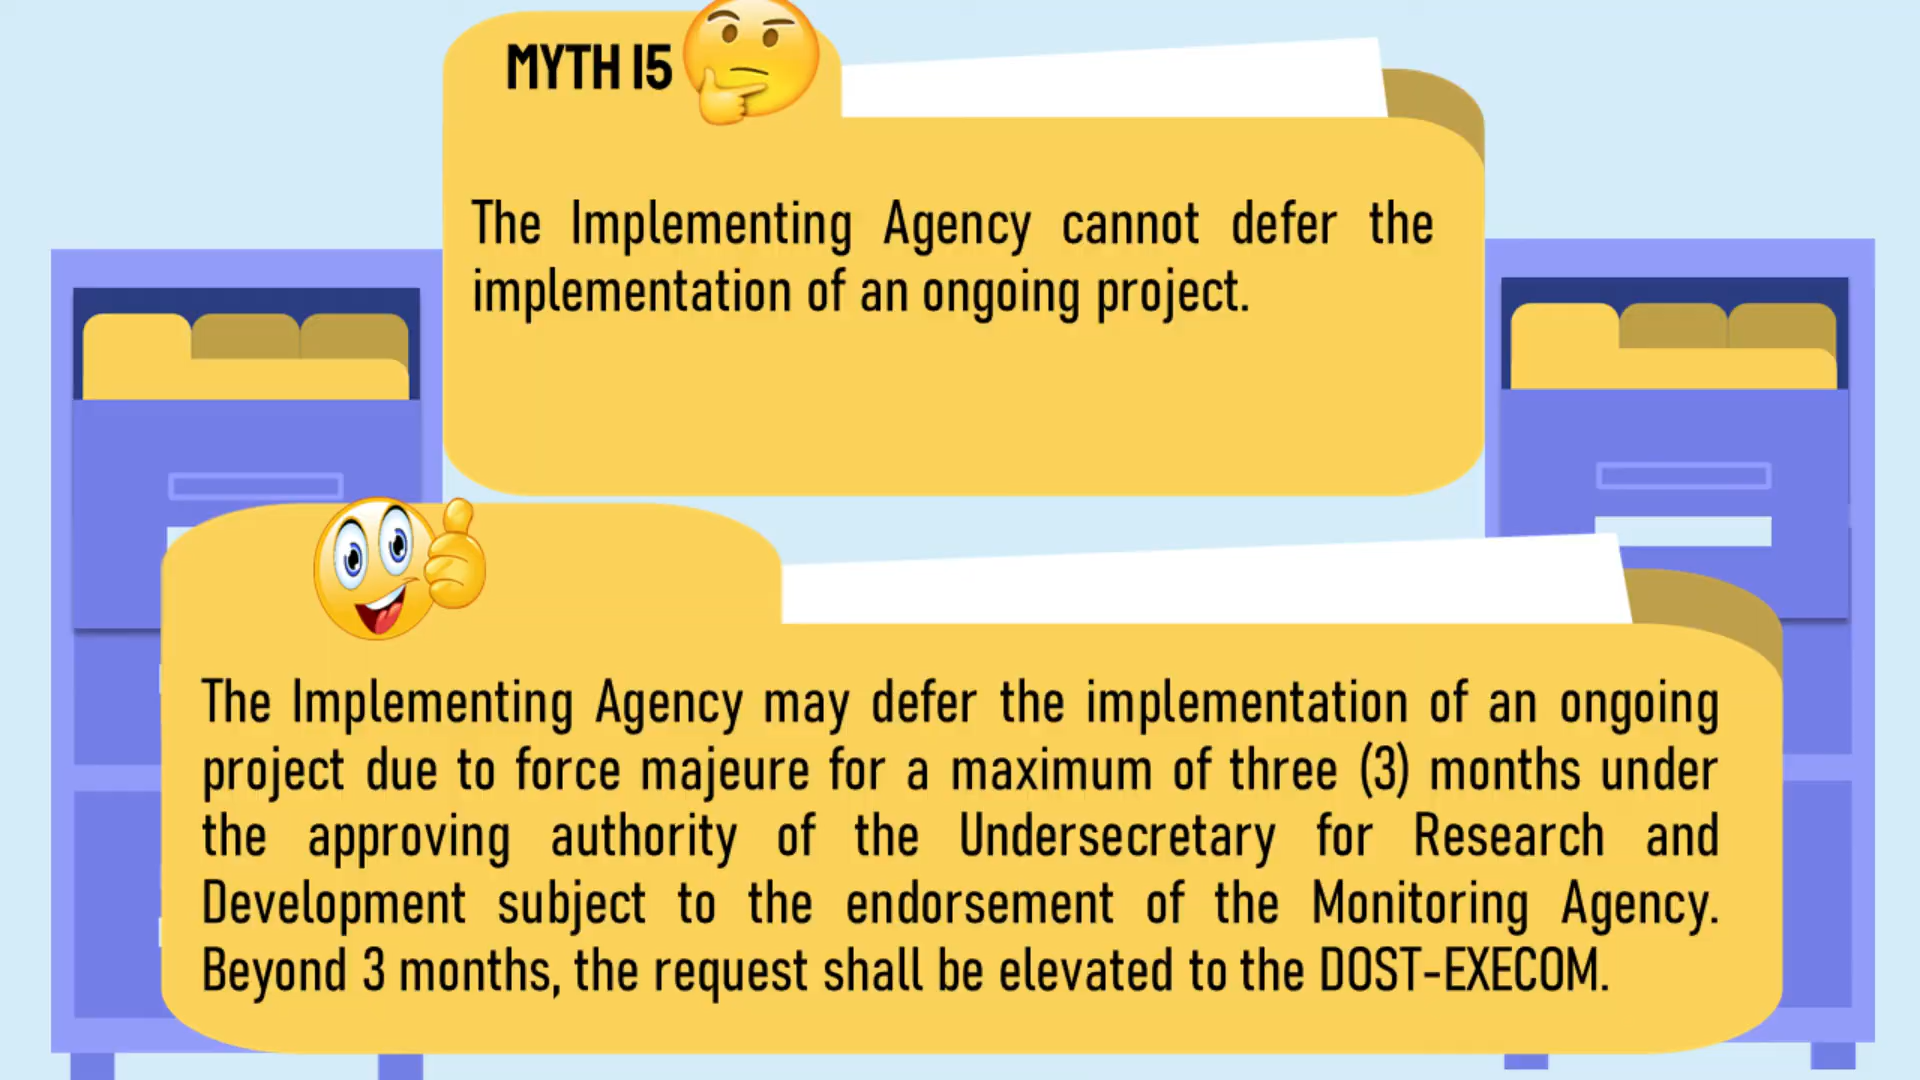 MYTH 15
The Implementing Agency cannot defer the
implementation of an ongoing project.
The Implementing Agency may defer the implementation of an ongoing
project due to force majeure for a maximum of three (3) months under
the approving authority of the Undersecretary for Research and
Development subject to the endorsement of the Monitoring Agency.
Beyond 3 months, the request shall be elevated to the DOST-EXECOM.